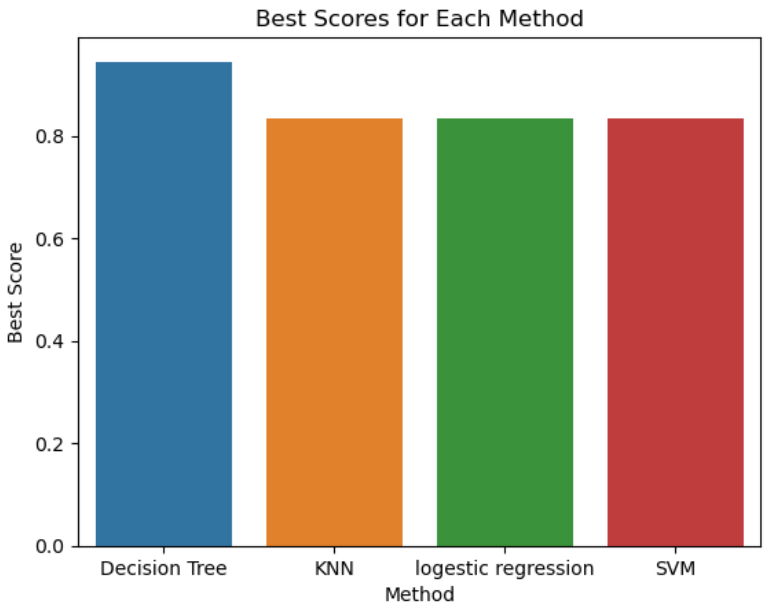 Best Scores for Each Method
Best Score
0.8
0.6
0.4
0.2
0.0
Decision Tree KNN logestic regression SVM
Method